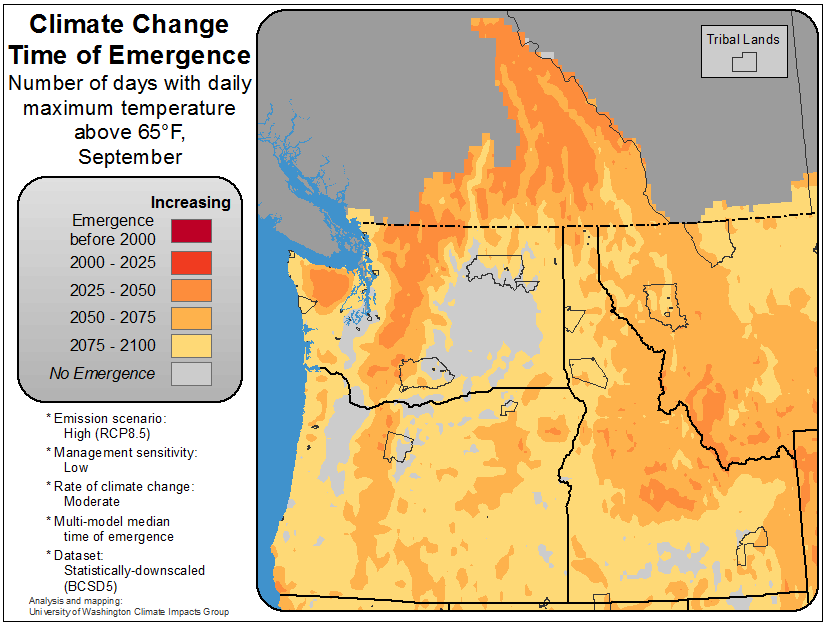 Climate Change
Time of Emergence
Number of days with daily
maximum temperature
above 65°F,
September
Increasing
Emergence
before 2000
2000 - 2025
2025 - 2050
2050 - 2075
2075 - 2100
No Emergence
* Emission scenario:
High (RCP8.5)
* Management sensitivity:
Low
* Rate of climate change:
Moderate
* Multi-model median
time of emergence
* Dataset:
Statistically-downscaled
(BCSD5)
Analysis and mapping:
University of Washington Climate Impacts Group
Tribal Lands